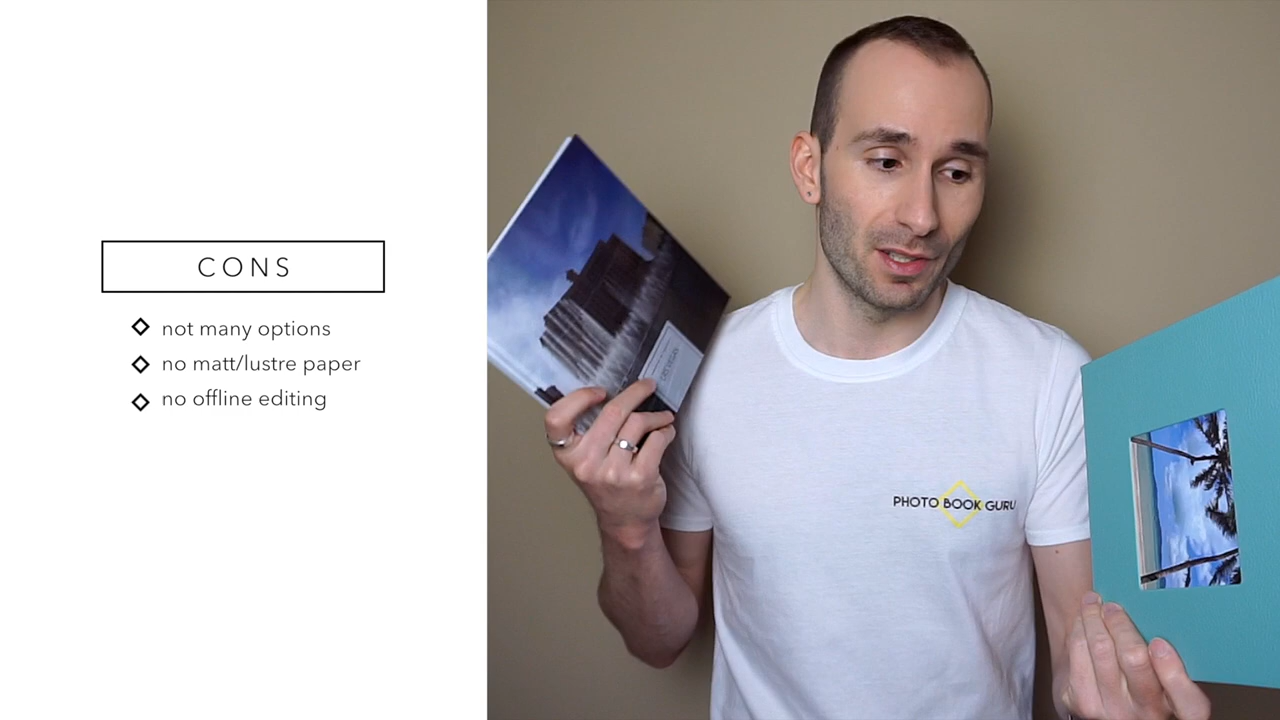 CONS
not many options
no matt/lustre paper
no offline editing
PHOTO BOOK GURU